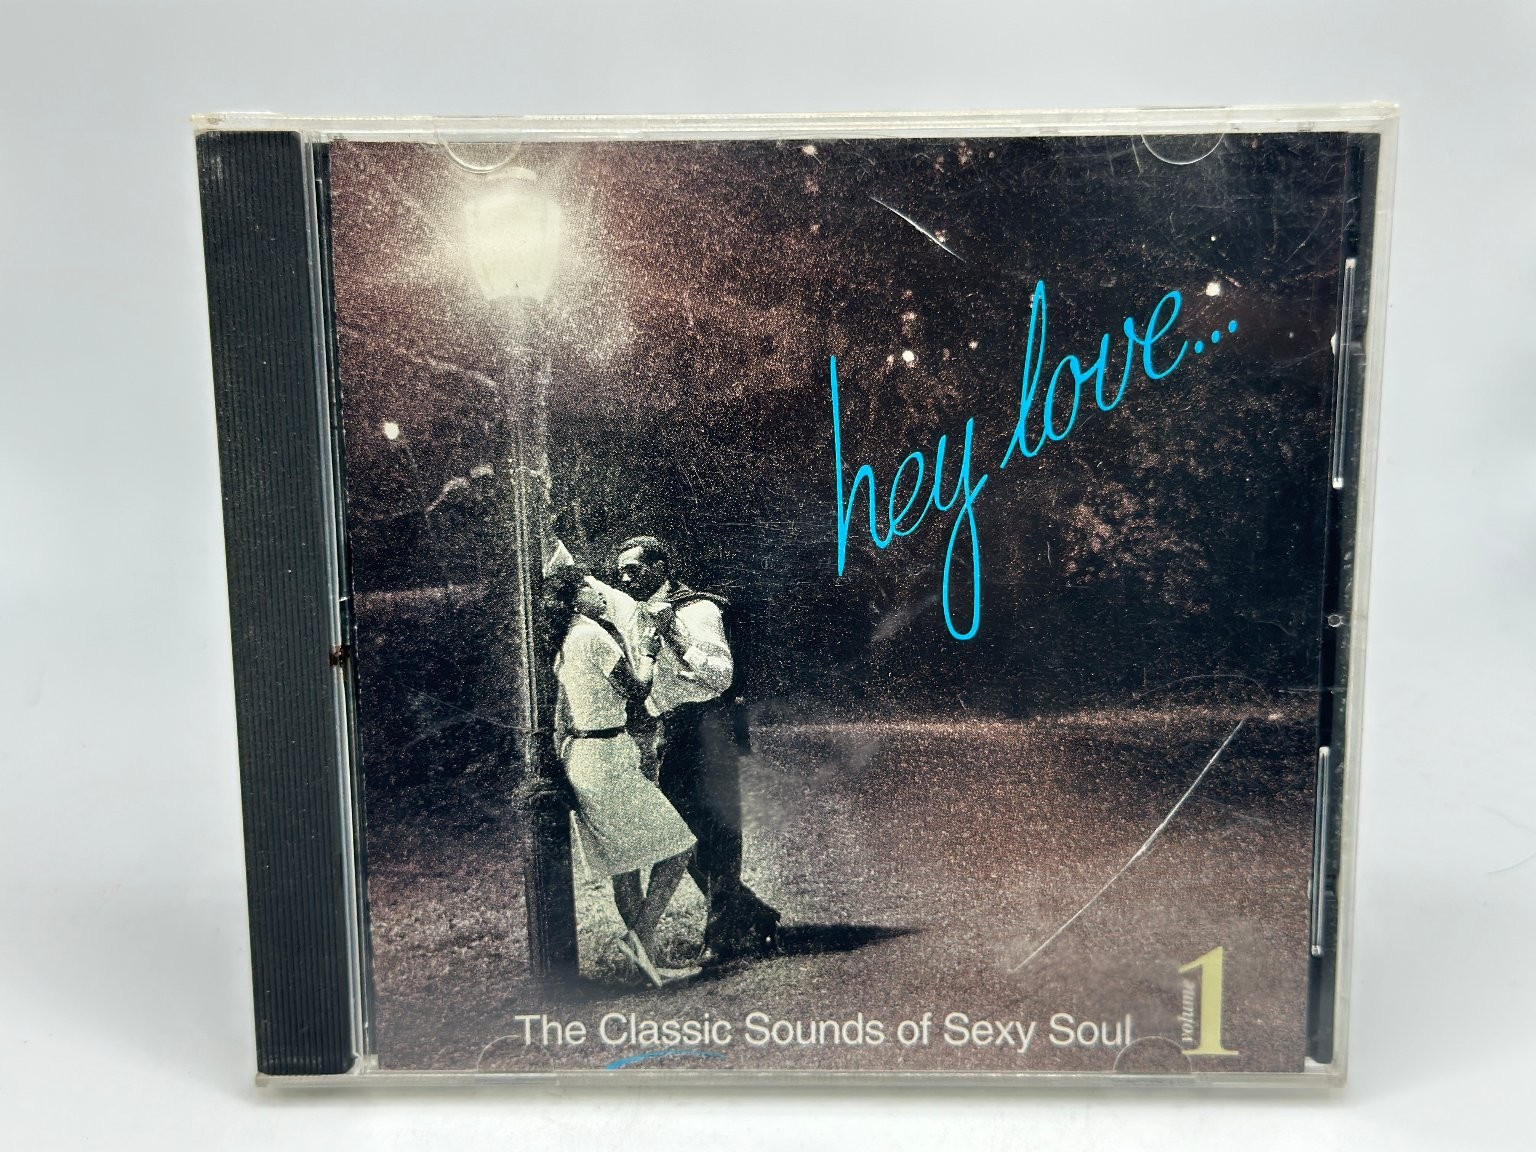 hey love...
The Classic Sounds of Sexy Soul
volume 1